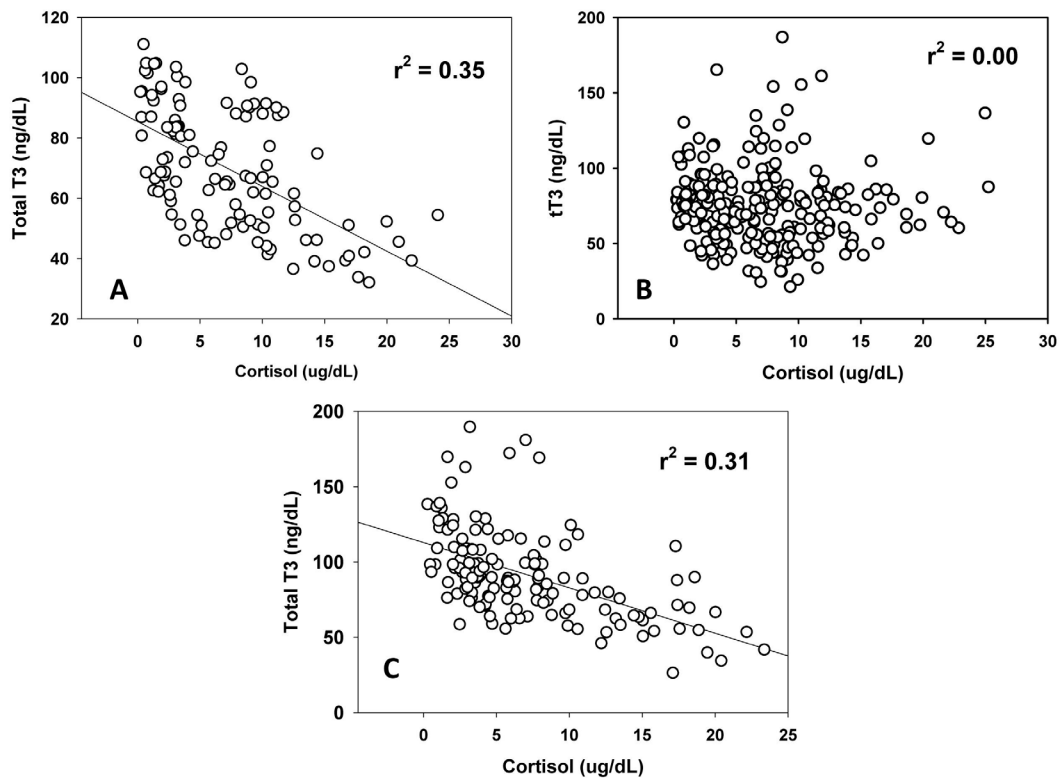 120
100
80
60
40
20
Total T3 (ng/dL)
r² = 0.35
A
0 5 10 15 20 25 30
Cortisol (ug/dL)
200
150
100
50
0
tT3 (ng/dL)
r² = 0.00
B
0 5 10 15 20 25 30
Cortisol (ug/dL)
200
150
100
50
0
Total T3 (ng/dL)
r² = 0.31
C
0 5 10 15 20 25
Cortisol (ug/dL)